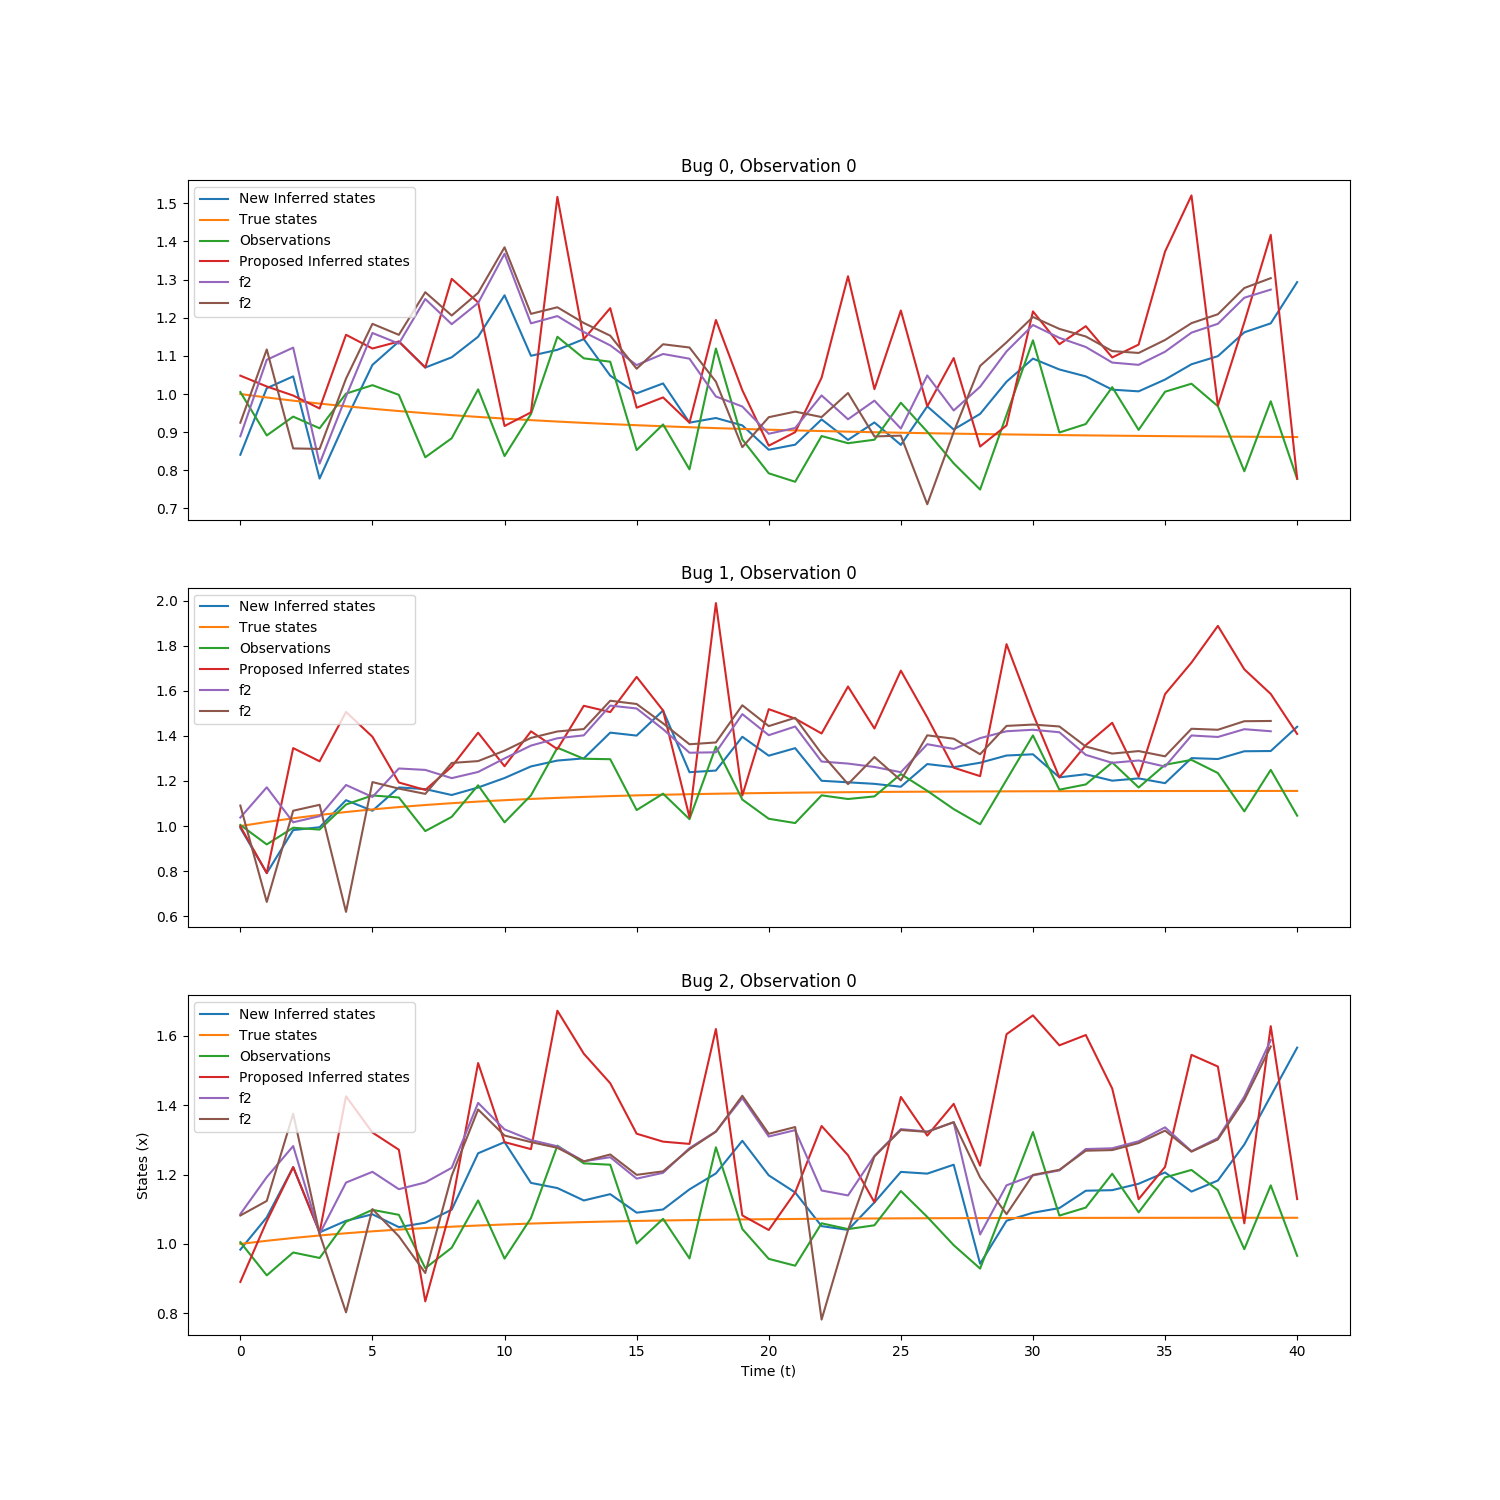 Bug 0, Observation 0
New Inferred states
True states
Observations
Proposed Inferred states
f2
f2
1.5
1.4
1.3
1.2
1.1
1.0
0.9
0.8
0.7
Bug 1, Observation 0
New Inferred states
True states
Observations
Proposed Inferred states
f2
f2
2.0
1.8
1.6
1.4
1.2
1.0
0.8
0.6
Bug 2, Observation 0
New Inferred states
True states
Observations
Proposed Inferred states
f2
f2
1.6
1.4
1.2
1.0
0.8
States (x)
0 5 10 15 20 25 30 35 40
Time (t)